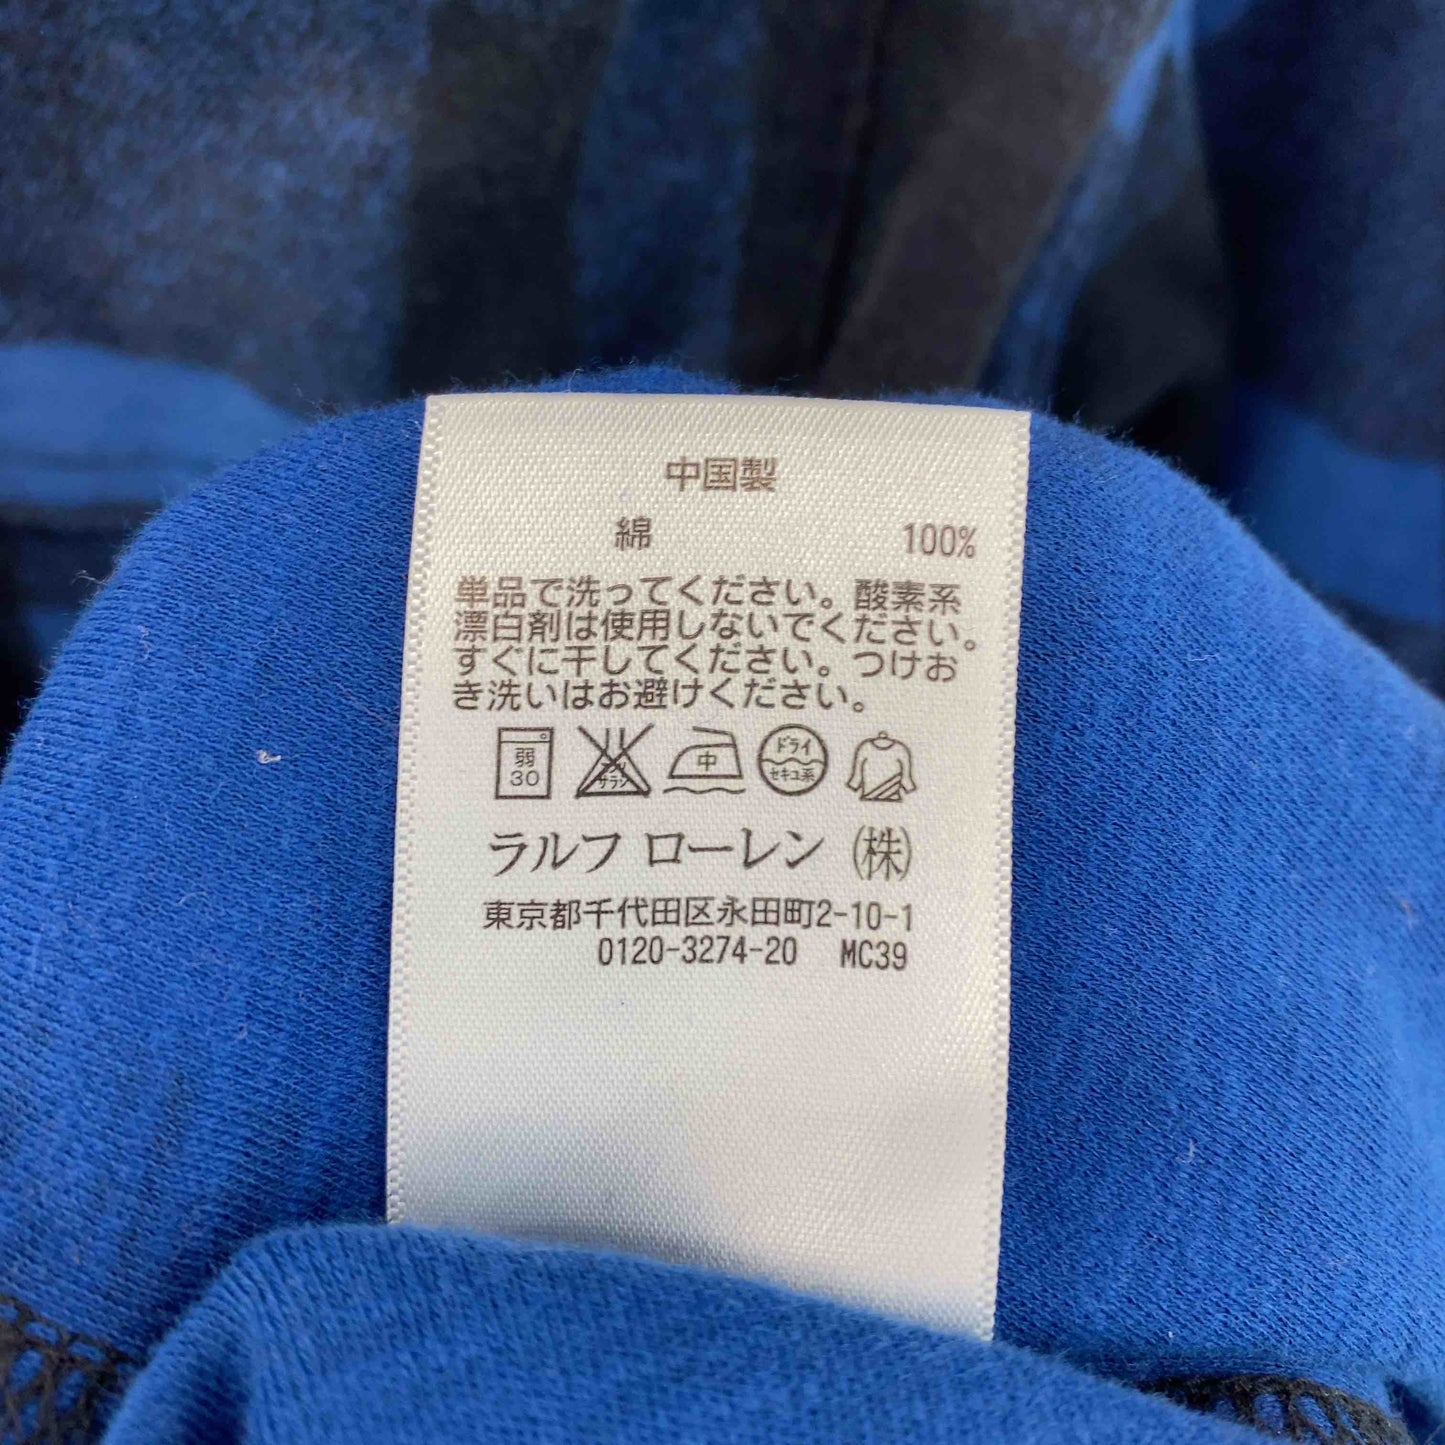 中国製
綿 100%
単品で洗ってください。酸素系
漂白剤は使用しないでください。
すぐに干してください。つけお
き洗いはお避けください。
弱 30 サラシ 中 ドライ セキユ系
ラルフ ローレン (株)
東京都千代田区永田町2-10-1
0120-3274-20 MC39